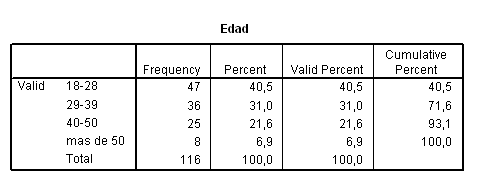 Edad
Cumulative
Frequency Percent Valid Percent Percent
Valid 18-28 47 40,5 40,5 40,5
29-39 36 31,0 31,0 71,6
40-50 25 21,6 21,6 93,1
mas de 50 8 6,9 6,9 100,0
Total 116 100,0 100,0